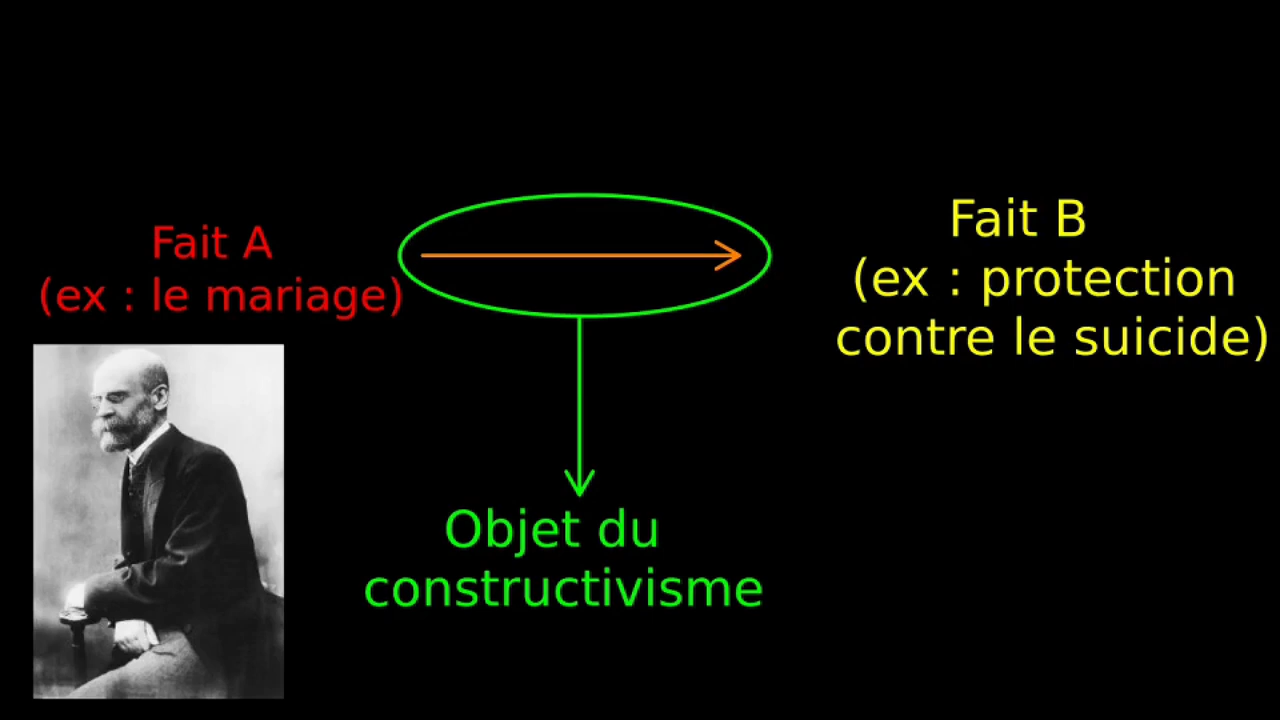 Fait A
(ex : le mariage)
Fait B
(ex : protection
contre le suicide)
Objet du
constructivisme